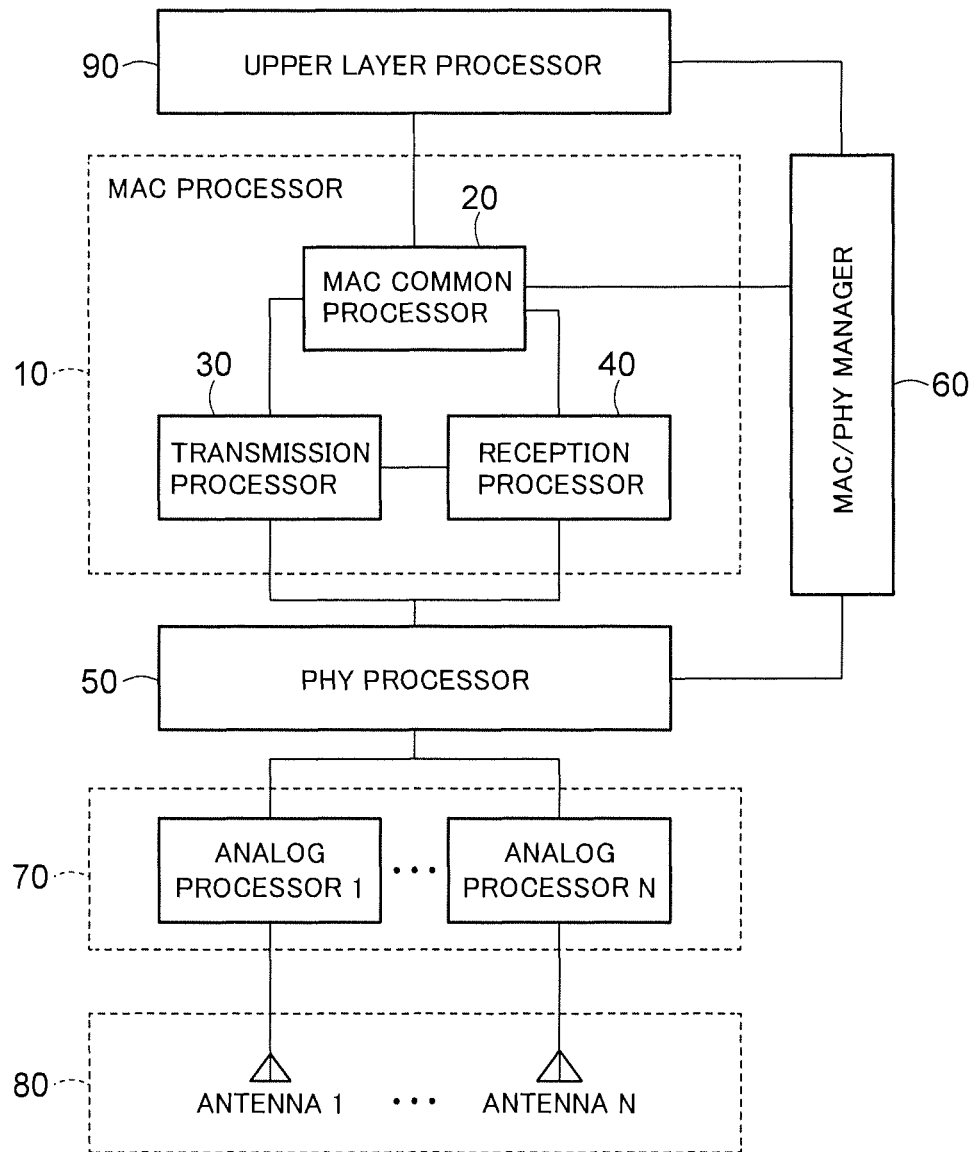 90
UPPER LAYER PROCESSOR
MAC PROCESSOR
20
MAC COMMON
PROCESSOR
MAC/PHY MANAGER
10
30
40
60
TRANSMISSION
PROCESSOR
RECEPTION
PROCESSOR
50
PHY PROCESSOR
70
ANALOG
PROCESSOR 1
•••
ANALOG
PROCESSOR N
80
ANTENNA 1
•••
ANTENNA N